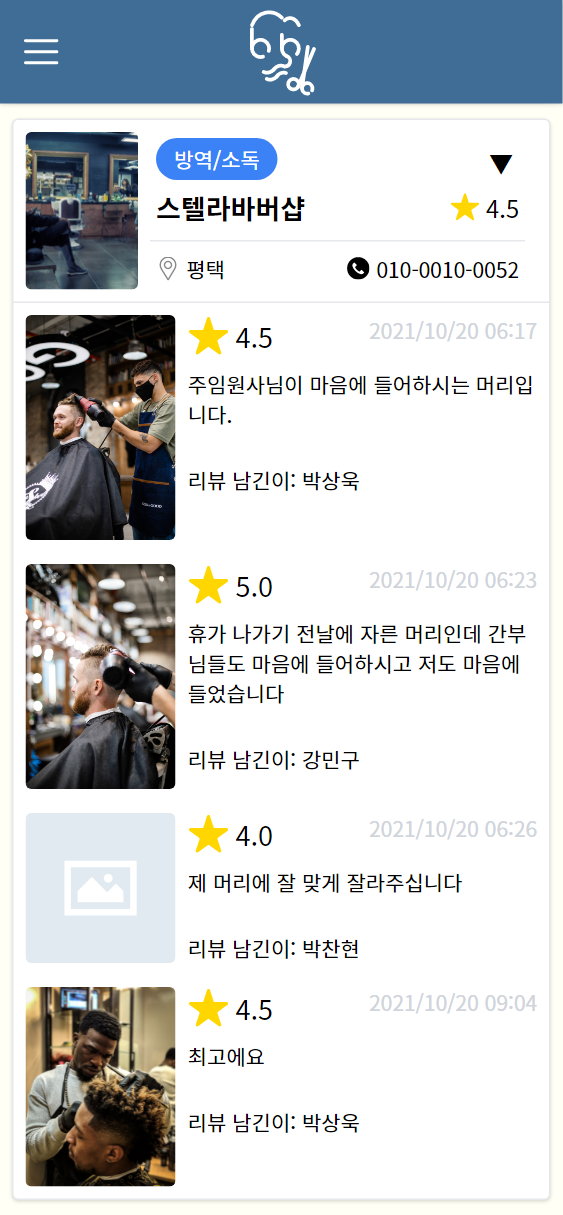 방역/소독
▼
스텔라바버샵
4.5
평택
010-0010-0052
4.5
2021/10/20 06:17
주임원사님이 마음에 들어하시는 머리입
니다.
리뷰 남긴이: 박상욱
5.0
2021/10/20 06:23
휴가 나가기 전날에 자른 머리인데 간부
님들도 마음에 들어하시고 저도 마음에
들었습니다
리뷰 남긴이: 강민구
4.0
2021/10/20 06:26
제 머리에 잘 맞게 잘라주십니다
리뷰 남긴이: 박찬현
4.5
2021/10/20 09:04
최고에요
리뷰 남긴이: 박상욱